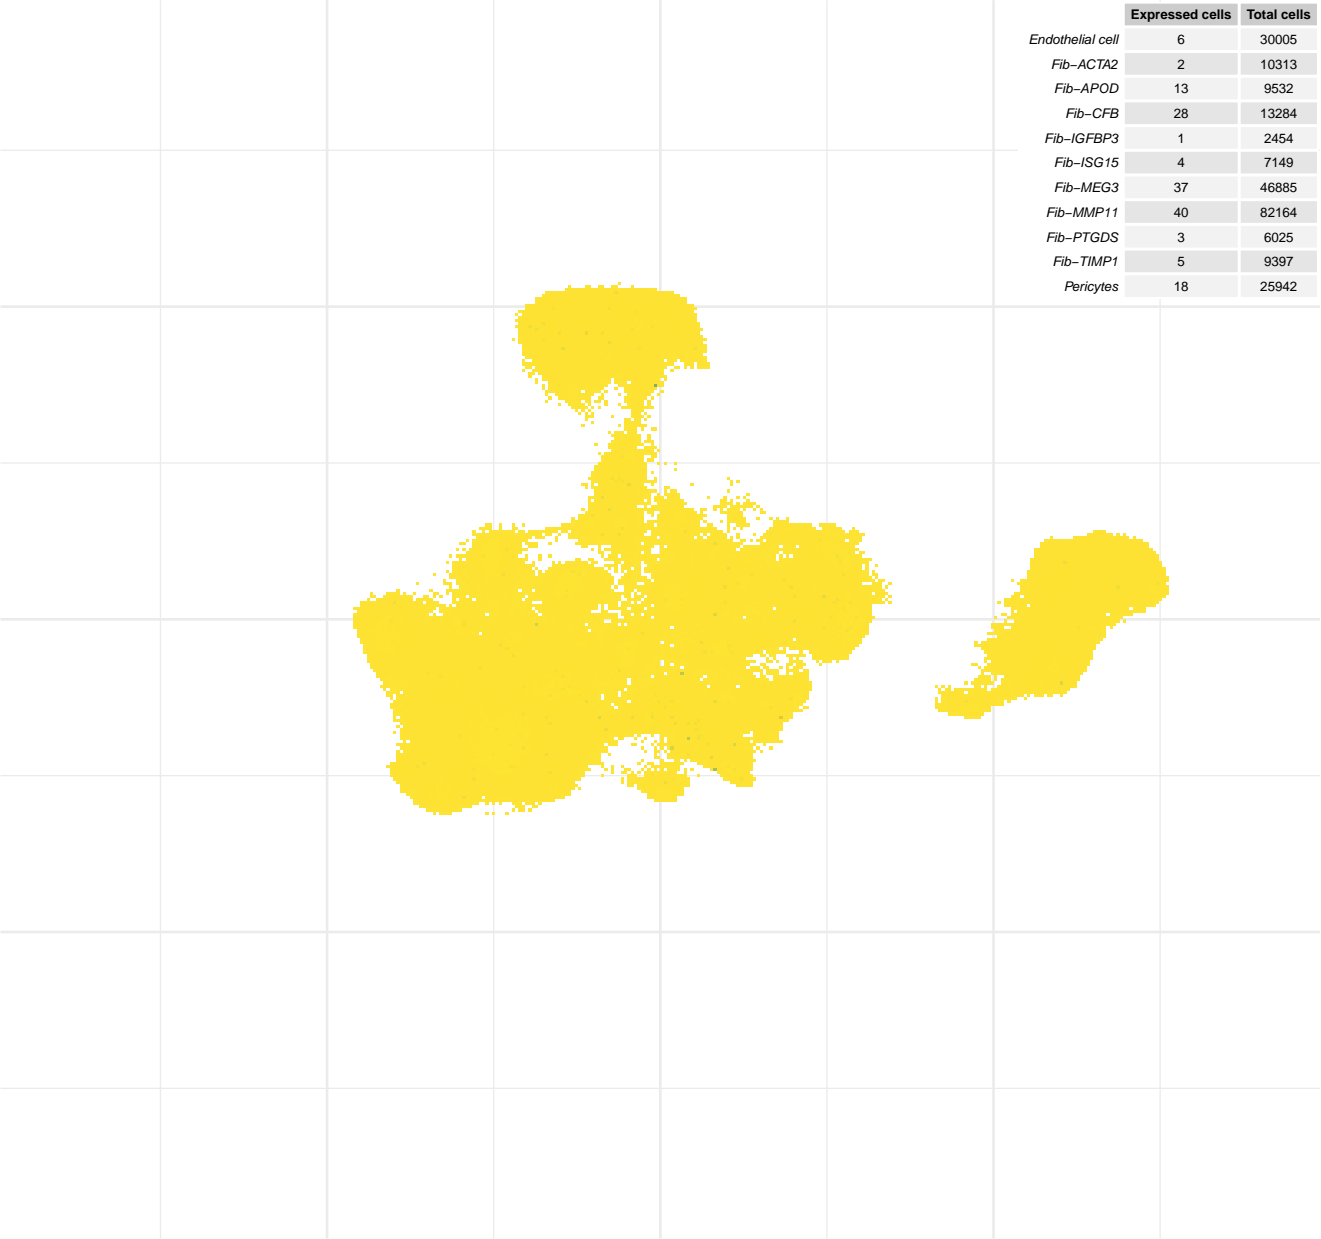 Expressed cells Total cells
Endothelial cell 6 30005
Fib−ACTA2 2 10313
Fib−APOD 13 9532
Fib−CFB 28 13284
Fib−IGFBP3 1 2454
Fib−ISG15 4 7149
Fib−MEG3 37 46885
Fib−MMP11 40 82164
Fib−PTGDS 3 6025
Fib−TIMP1 5 9397
Pericytes 18 25942